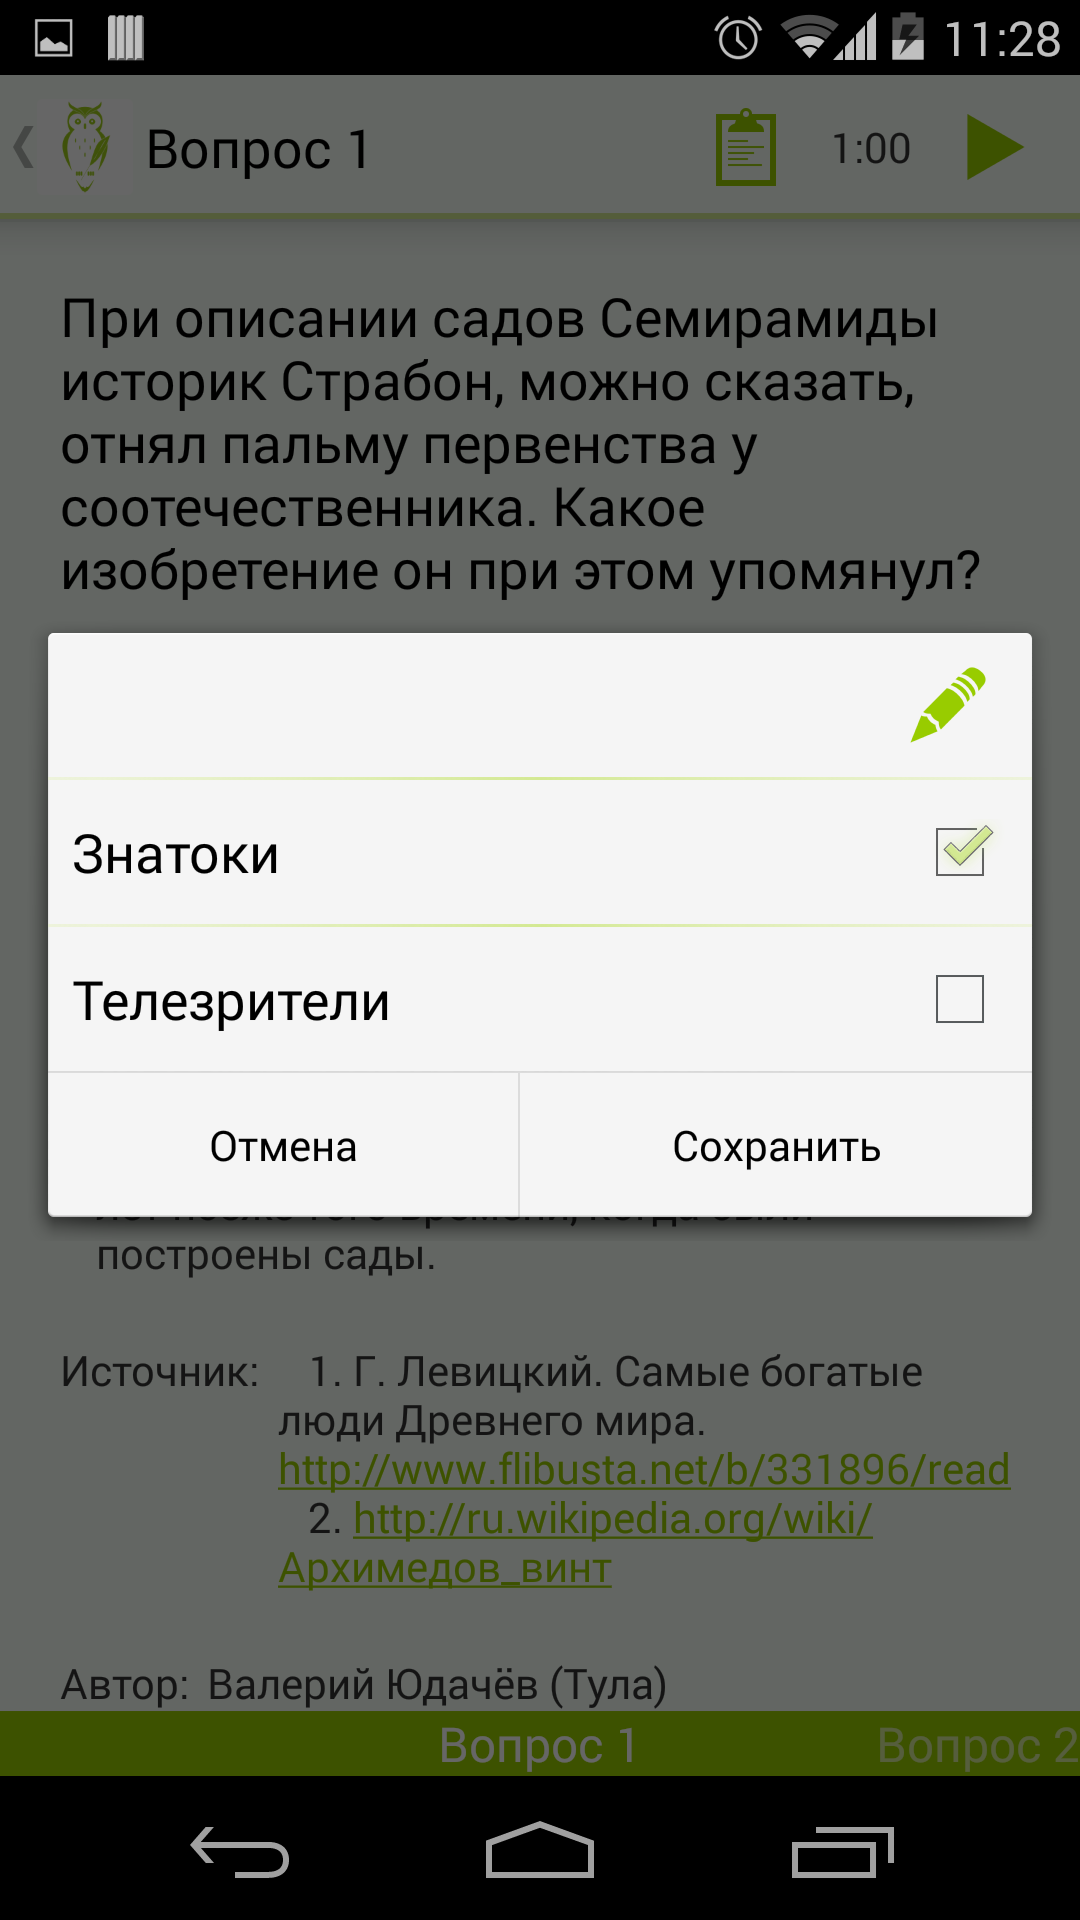 11:28
Вопрос 1
1:00
При описании садов Семирамиды
историк Страбон, можно сказать,
отнял пальму первенства у
соотечественника. Какое
изобретение он при этом упомянул?
Знатоки
Телезрители
Отмена
Сохранить
построены сады.
Источник: 1. Г. Левицкий. Самые богатые
люди Древнего мира.
http://www.flibusta.net/b/331896/read
2. http://ru.wikipedia.org/wiki/
Архимедов_винт
Автор: Валерий Юдачёв (Тула)
Вопрос 1
Вопрос 2